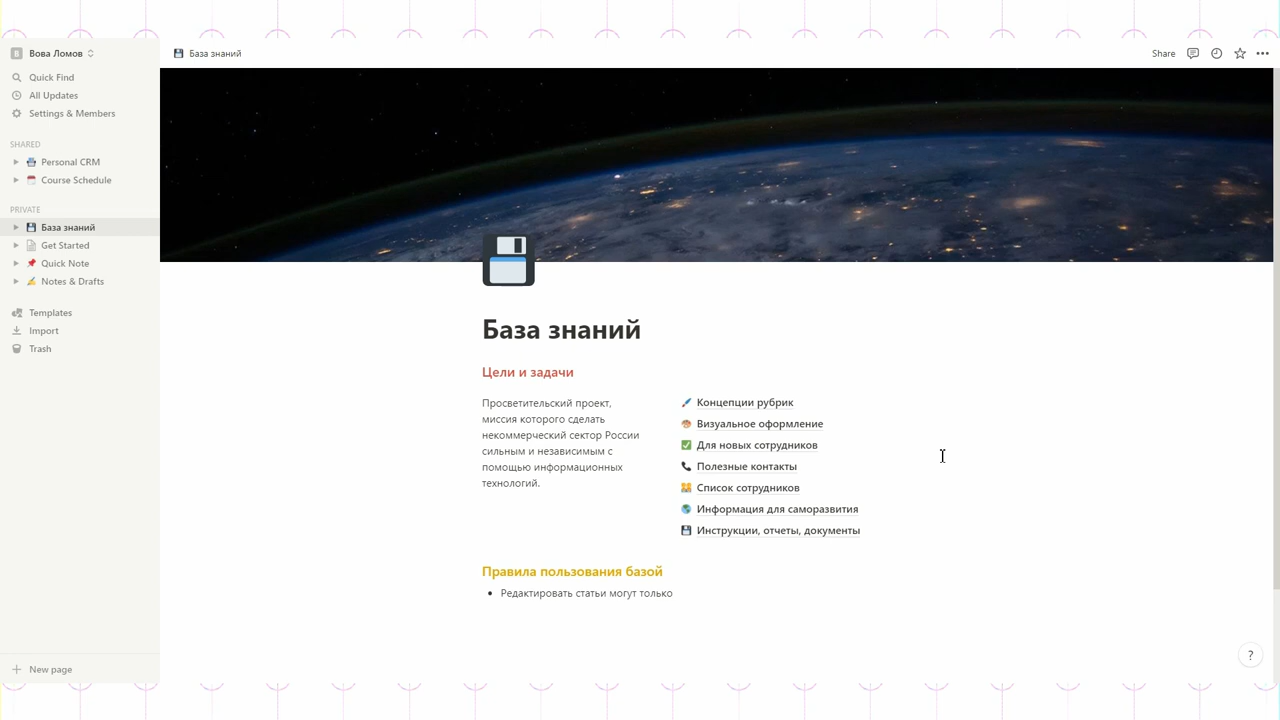 В Вова Ломов
База знаний
Share
Quick Find
All Updates
Settings & Members
SHARED
Personal CRM
Course Schedule
PRIVATE
База знаний
Get Started
Quick Note
Notes & Drafts
Templates
Import
Trash
New page
База знаний
Цели и задачи
Просветительский проект,
миссия которого сделать
некоммерческий сектор России
сильным и независимым с
помощью информационных
технологий.
Концепции рубрик
Визуальное оформление
Для новых сотрудников
Полезные контакты
Список сотрудников
Информация для саморазвития
Инструкции, отчеты, документы
Правила пользования базой
• Редактировать статьи могут только
?